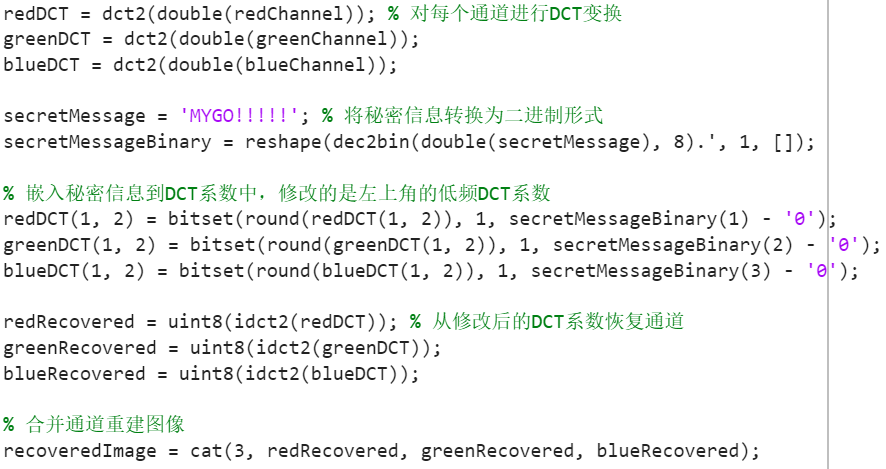 redDCT = dct2(double(redChannel)); % 对每个通道进行DCT变换
greenDCT = dct2(double(greenChannel));
blueDCT = dct2(double(blueChannel));
secretMessage = 'MYGO!!!!!'; % 将秘密信息转换为二进制形式
secretMessageBinary = reshape(dec2bin(double(secretMessage), 8).', 1, []);
% 嵌入秘密信息到DCT系数中，修改的是左上角的低频DCT系数
redDCT(1, 2) = bitset(round(redDCT(1, 2)), 1, secretMessageBinary(1) - '0');
greenDCT(1, 2) = bitset(round(greenDCT(1, 2)), 1, secretMessageBinary(2) - '0');
blueDCT(1, 2) = bitset(round(blueDCT(1, 2)), 1, secretMessageBinary(3) - '0');
redRecovered = uint8(idct2(redDCT)); % 从修改后的DCT系数恢复通道
greenRecovered = uint8(idct2(greenDCT));
blueRecovered = uint8(idct2(blueDCT));
% 合并通道重建图像
recoveredImage = cat(3, redRecovered, greenRecovered, blueRecovered);